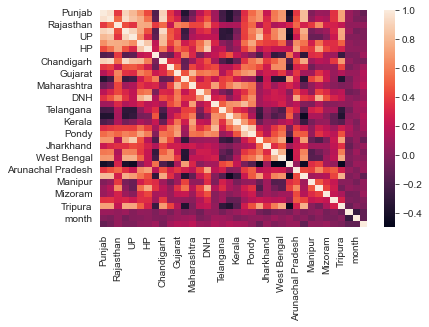 Punjab
Rajasthan
UP
HP
Chandigarh
Gujarat
Maharashtra
DNH
Telangana
Kerala
Pondy
Jharkhand
West Bengal
Arunachal Pradesh
Manipur
Mizoram
Tripura
month
Punjab
Rajasthan
UP
HP
Chandigarh
Gujarat
Maharashtra
DNH
Telangana
Kerala
Pondy
Jharkhand
West Bengal
Arunachal Pradesh
Manipur
Mizoram
Tripura
month
1.0
0.8
0.6
0.4
0.2
0.0
−0.2
−0.4